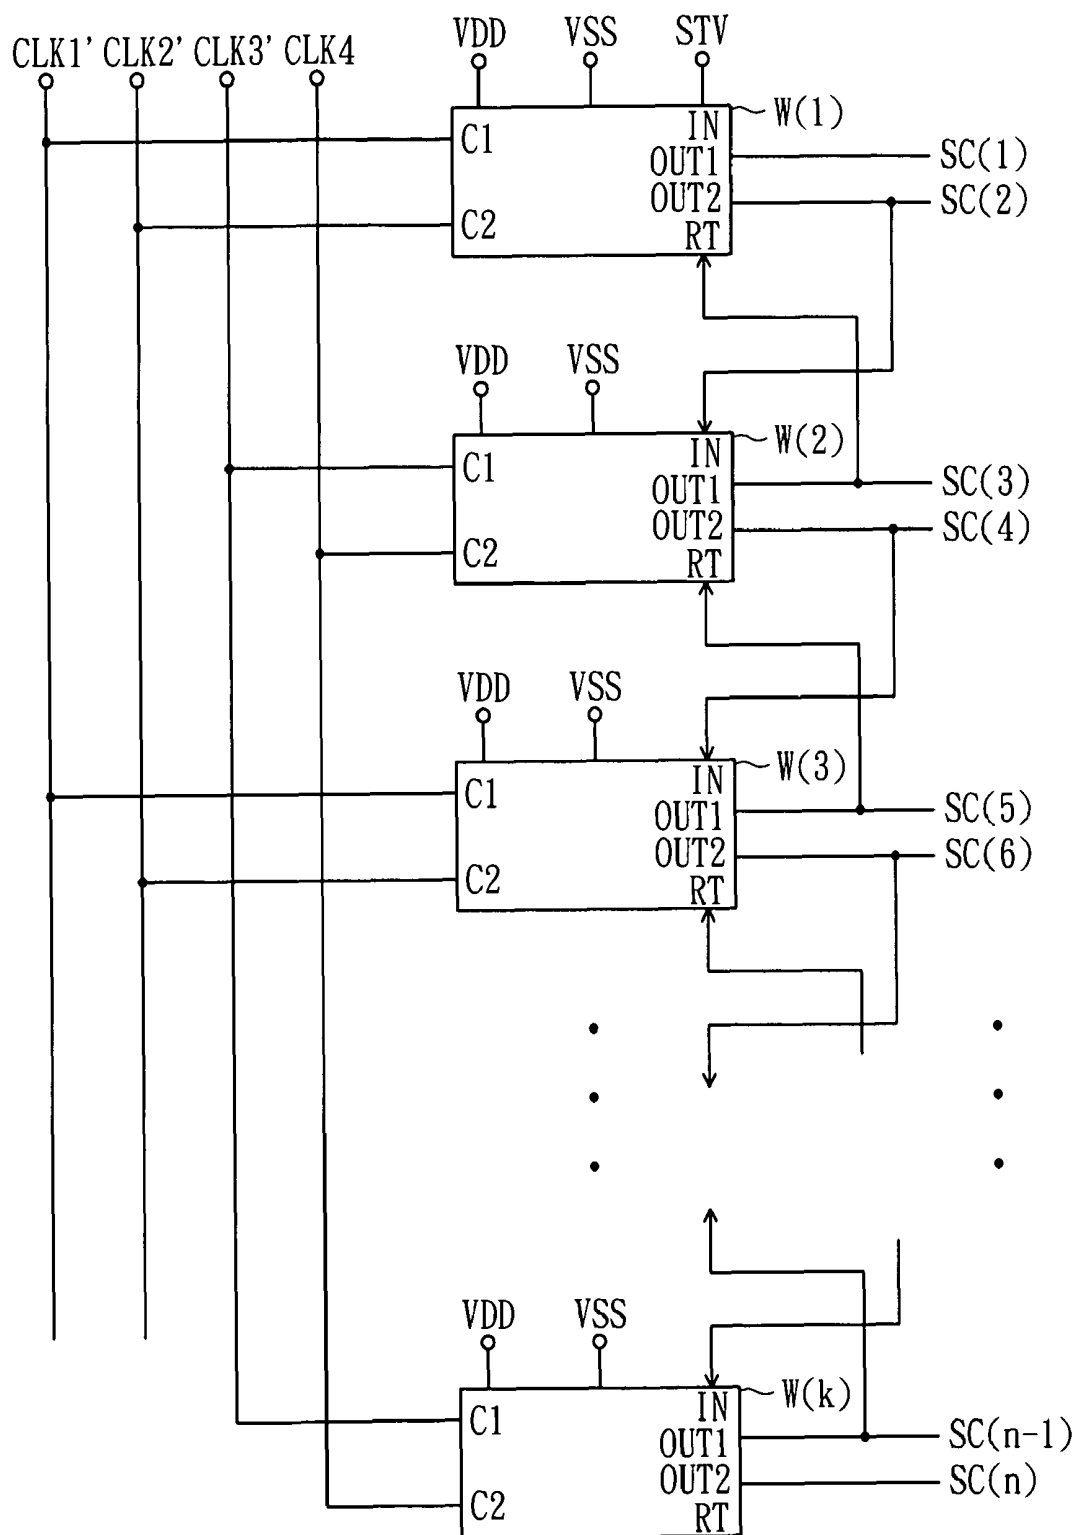 CLK1' CLK2' CLK3' CLK4
VDD VSS STV
W(1)
IN
C1
OUT1
SC(1)
OUT2
SC(2)
C2
RT
VDD VSS
W(2)
IN
C1
OUT1
SC(3)
OUT2
SC(4)
C2
RT
VDD VSS
W(3)
IN
C1
OUT1
SC(5)
OUT2
SC(6)
C2
RT
VDD VSS
W(k)
IN
C1
OUT1
SC(n-1)
OUT2
SC(n)
C2
RT